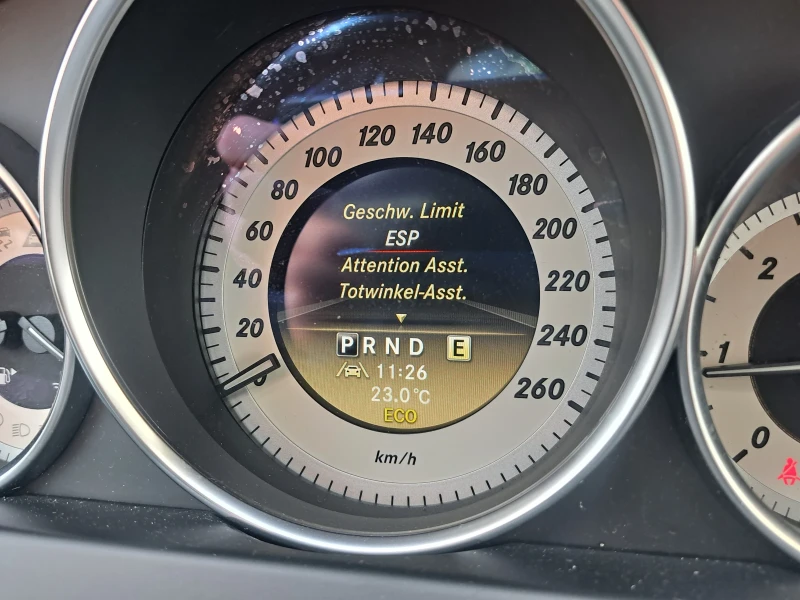 120 140
100 160
80 180
60 200
40 220
20 240
0 260
Geschw. Limit
ESP
Attention Asst.
Totwinkel-Asst.
P R N D E
11:26
23.0°C
ECO
km/h
2
1
0